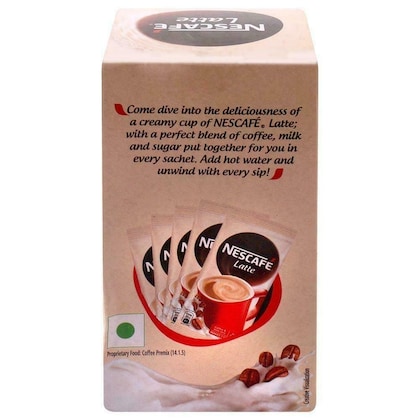 NESCAFÉ
Latte
Come dive into the deliciousness of
a creamy cup of NESCAFÉ® Latte;
with a perfect blend of coffee, milk
and sugar put together for you in
every sachet. Add hot water and
unwind with every sip!
NESCAFÉ
Latte
Proprietary Food: Coffee Premix (14.1.5)
Creative Visualization